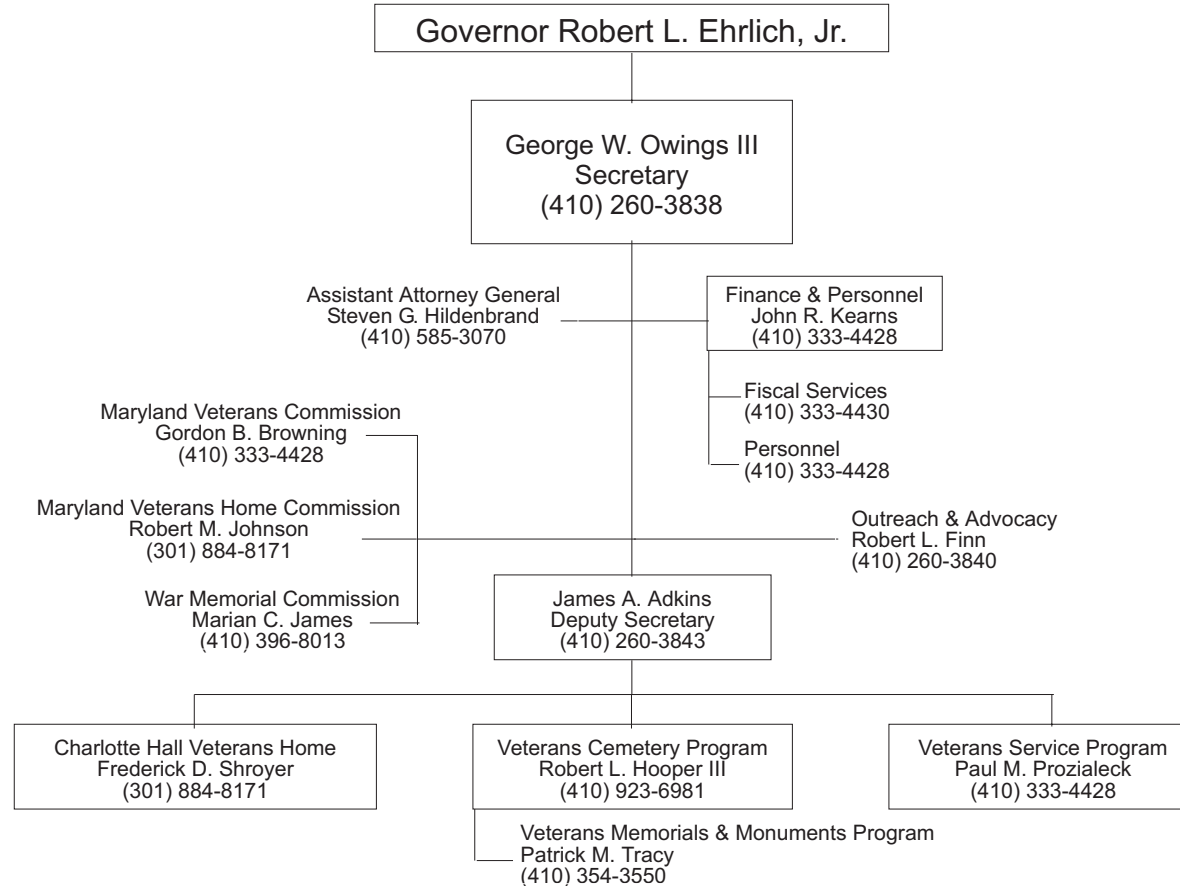 Governor Robert L. Ehrlich, Jr.
George W. Owings III
Secretary
(410) 260-3838
Assistant Attorney General
Steven G. Hildenbrand
(410) 585-3070
Finance & Personnel
John R. Kearns
(410) 333-4428
Fiscal Services
(410) 333-4430
Personnel
(410) 333-4428
Maryland Veterans Commission
Gordon B. Browning
(410) 333-4428
Maryland Veterans Home Commission
Robert M. Johnson
(301) 884-8171
War Memorial Commission
Marian C. James
(410) 396-8013
Outreach & Advocacy
Robert L. Finn
(410) 260-3840
James A. Adkins
Deputy Secretary
(410) 260-3843
Charlotte Hall Veterans Home
Frederick D. Shroyer
(301) 884-8171
Veterans Cemetery Program
Robert L. Hooper III
(410) 923-6981
Veterans Memorials & Monuments Program
Patrick M. Tracy
(410) 354-3550
Veterans Service Program
Paul M. Prozialeck
(410) 333-4428